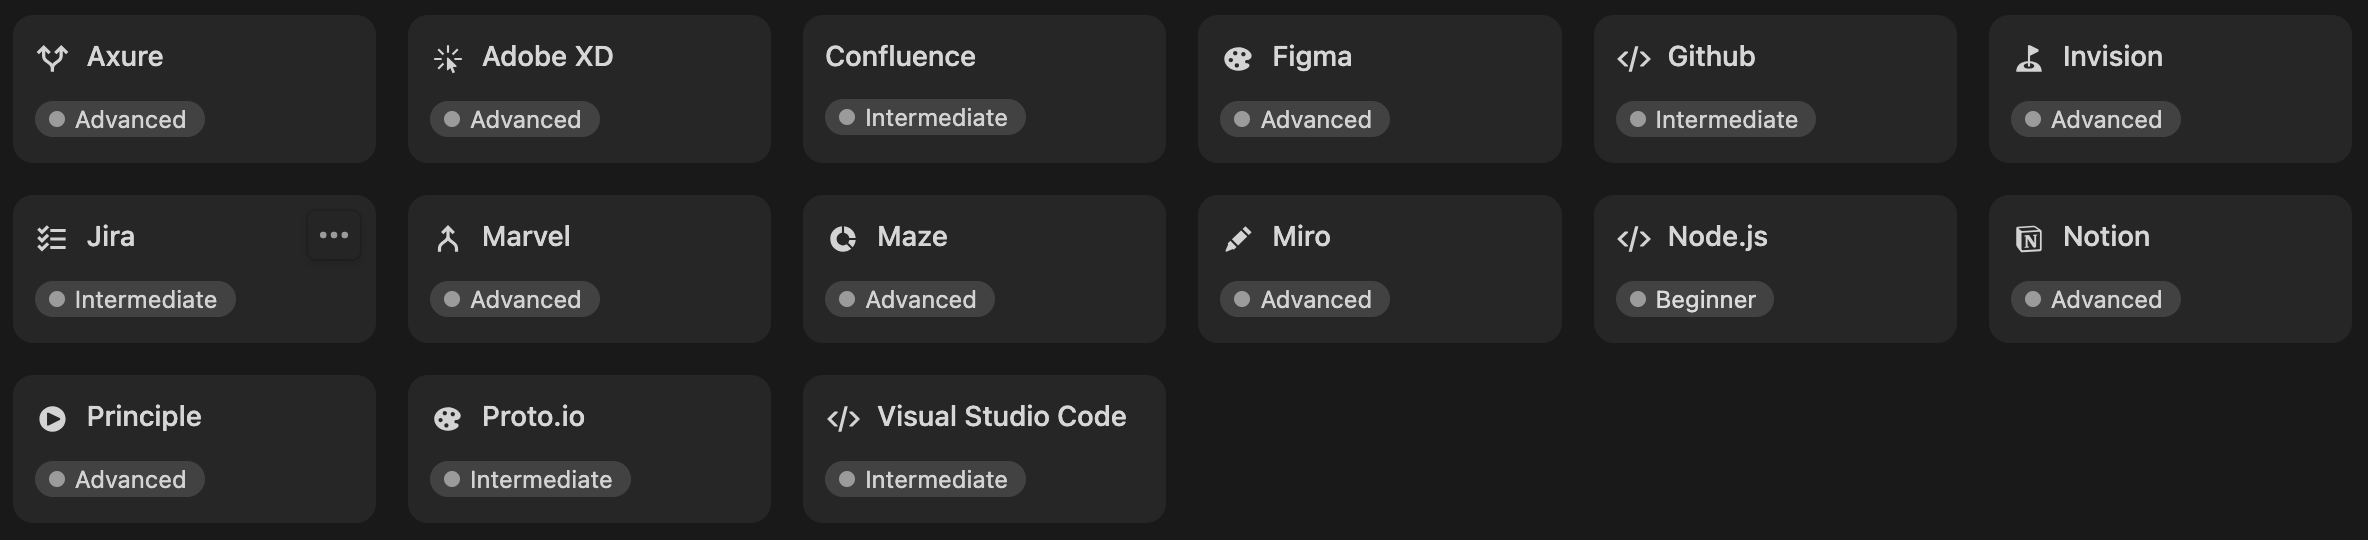 Axure
Advanced
Adobe XD
Advanced
Confluence
Intermediate
Figma
Advanced
Github
Intermediate
Invision
Advanced
Jira
Intermediate
Marvel
Advanced
Maze
Advanced
Miro
Advanced
Node.js
Beginner
Notion
Advanced
Principle
Advanced
Proto.io
Intermediate
Visual Studio Code
Intermediate